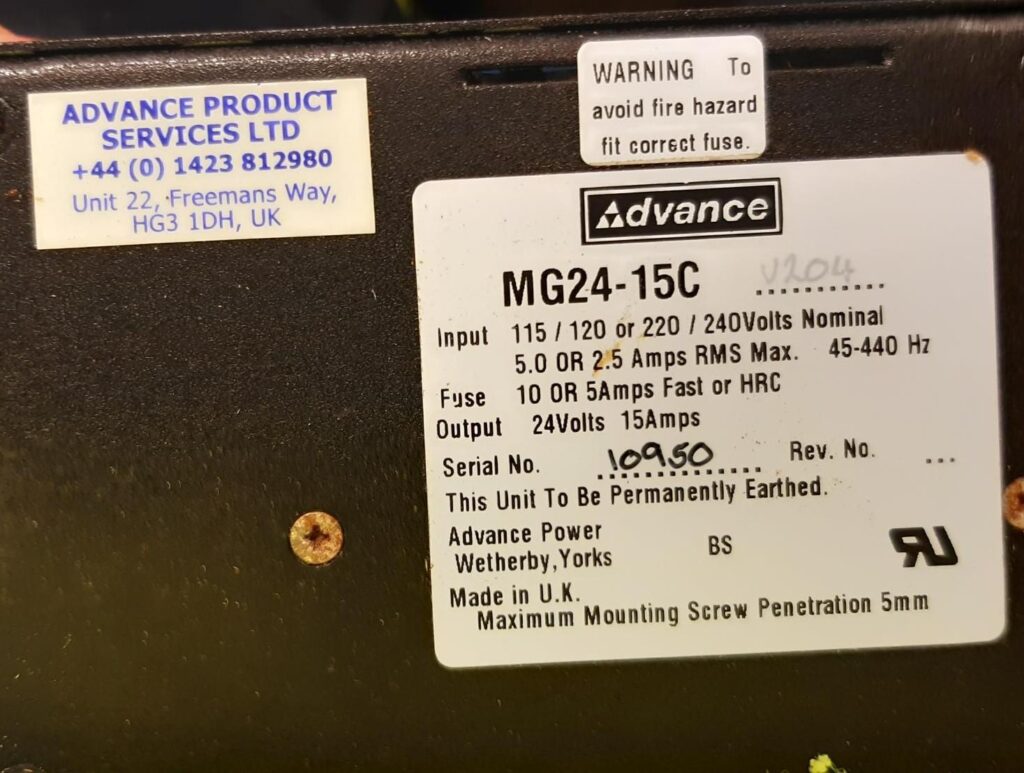 ADVANCE PRODUCT
SERVICES LTD
+44 (0) 1423 812980
Unit 22, Freemans Way,
HG3 1DH, UK
WARNING To
avoid fire hazard
fit correct fuse.
Advance
MG24-15C V204
Input 115 / 120 or 220 / 240Volts Nominal
5.0 OR 2.5 Amps RMS Max. 45-440 Hz
Fuse 10 OR 5Amps Fast or HRC
Output 24Volts 15Amps
Serial No. 10950 Rev. No. ...
This Unit To Be Permanently Earthed.
Advance Power
Wetherby,Yorks BS
Made in U.K.
Maximum Mounting Screw Penetration 5mm